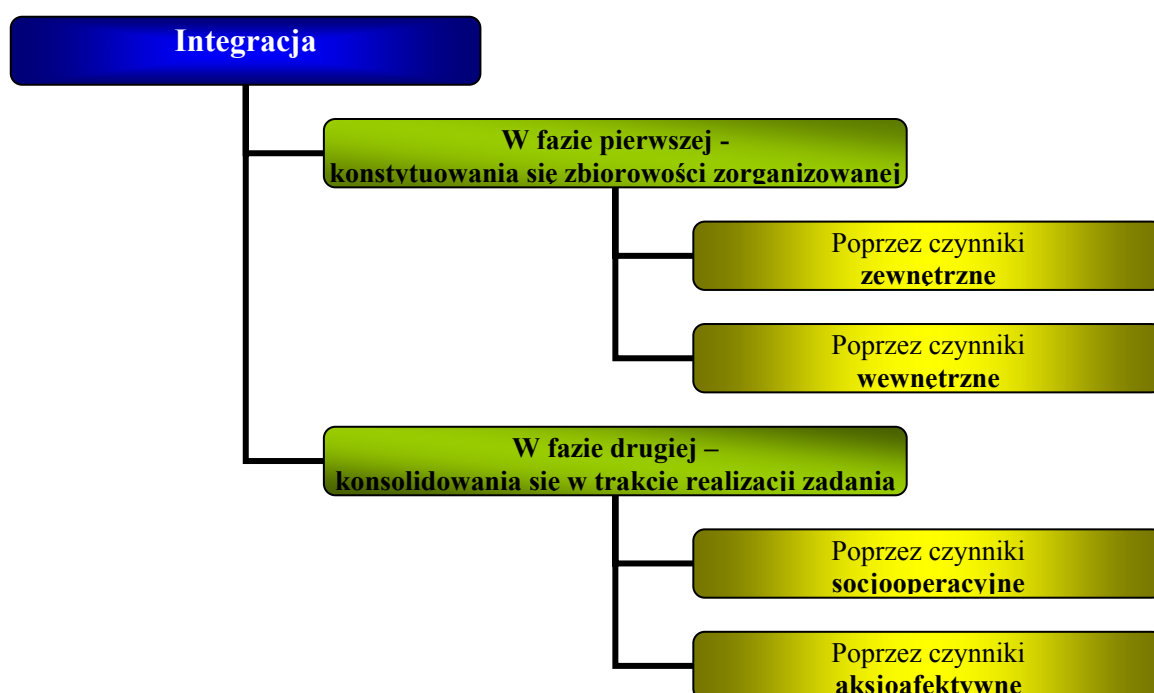 Integracja
W fazie pierwszej -
konstytuowania się zbiorowości zorganizowanej
Poprzez czynniki
zewnętrzne
Poprzez czynniki
wewnętrzne
W fazie drugiej –
konsolidowania się w trakcie realizacji zadania
Poprzez czynniki
socjooperacyjne
Poprzez czynniki
aksjoafektywne